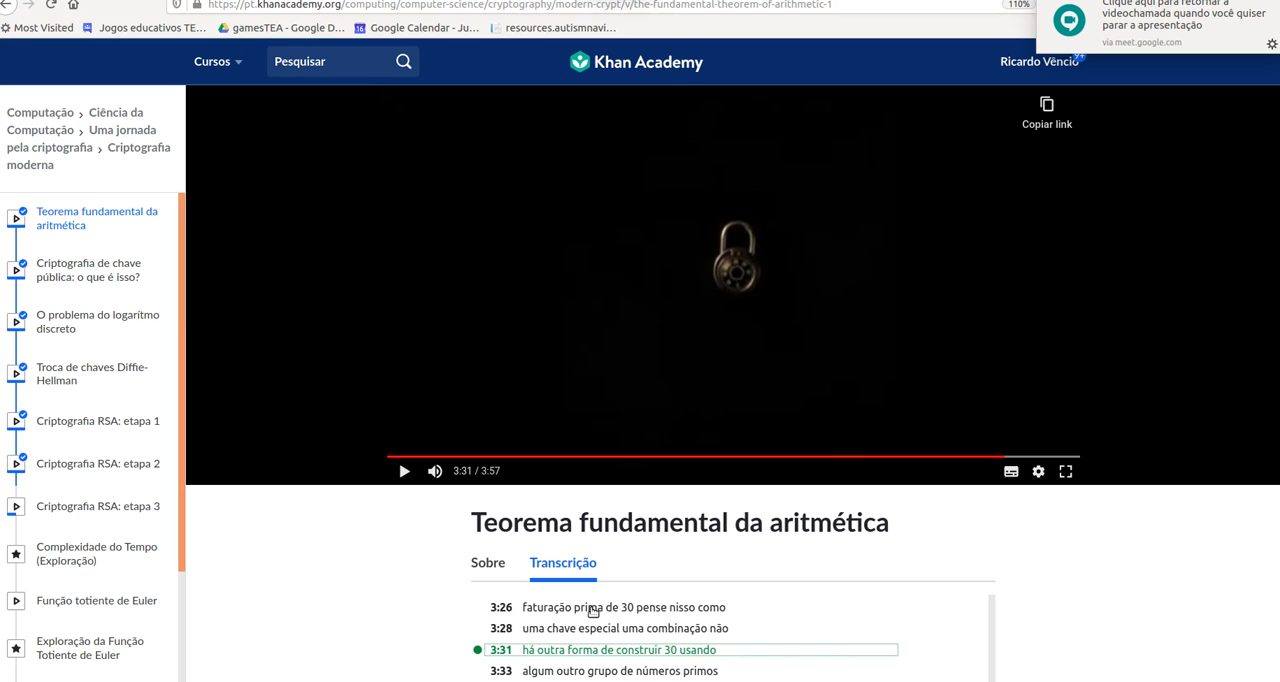 https://pt.khanacademy.org/computing/computer-science/cryptography/modern-crypt/v/the-fundamental-theorem-of-arithmetic-1
110%
Clique aqui para retornar à
videochamada quando você quiser
parar a apresentação
via meet.google.com
Most Visited
Jogos educativos TE...
gamesTEA - Google D...
Google Calendar - Ju...
resources.autismnavi...
Cursos
Pesquisar
Khan Academy
Ricardo Vêncio
9+
Computação > Ciência da
Computação > Uma jornada
pela criptografia > Criptografia
moderna
Copiar link
Teorema fundamental da
aritmética
Criptografia de chave
pública: o que é isso?
O problema do logarítmo
discreto
Troca de chaves Diffie-
Hellman
Criptografia RSA: etapa 1
Criptografia RSA: etapa 2
Criptografia RSA: etapa 3
Complexidade do Tempo
(Exploração)
Função totiente de Euler
Exploração da Função
Totiente de Euler
3:31 / 3:57
Teorema fundamental da aritmética
Sobre
Transcrição
3:26 faturação prima de 30 pense nisso como
3:28 uma chave especial uma combinação não
3:31 há outra forma de construir 30 usando
3:33 algum outro grupo de números primos